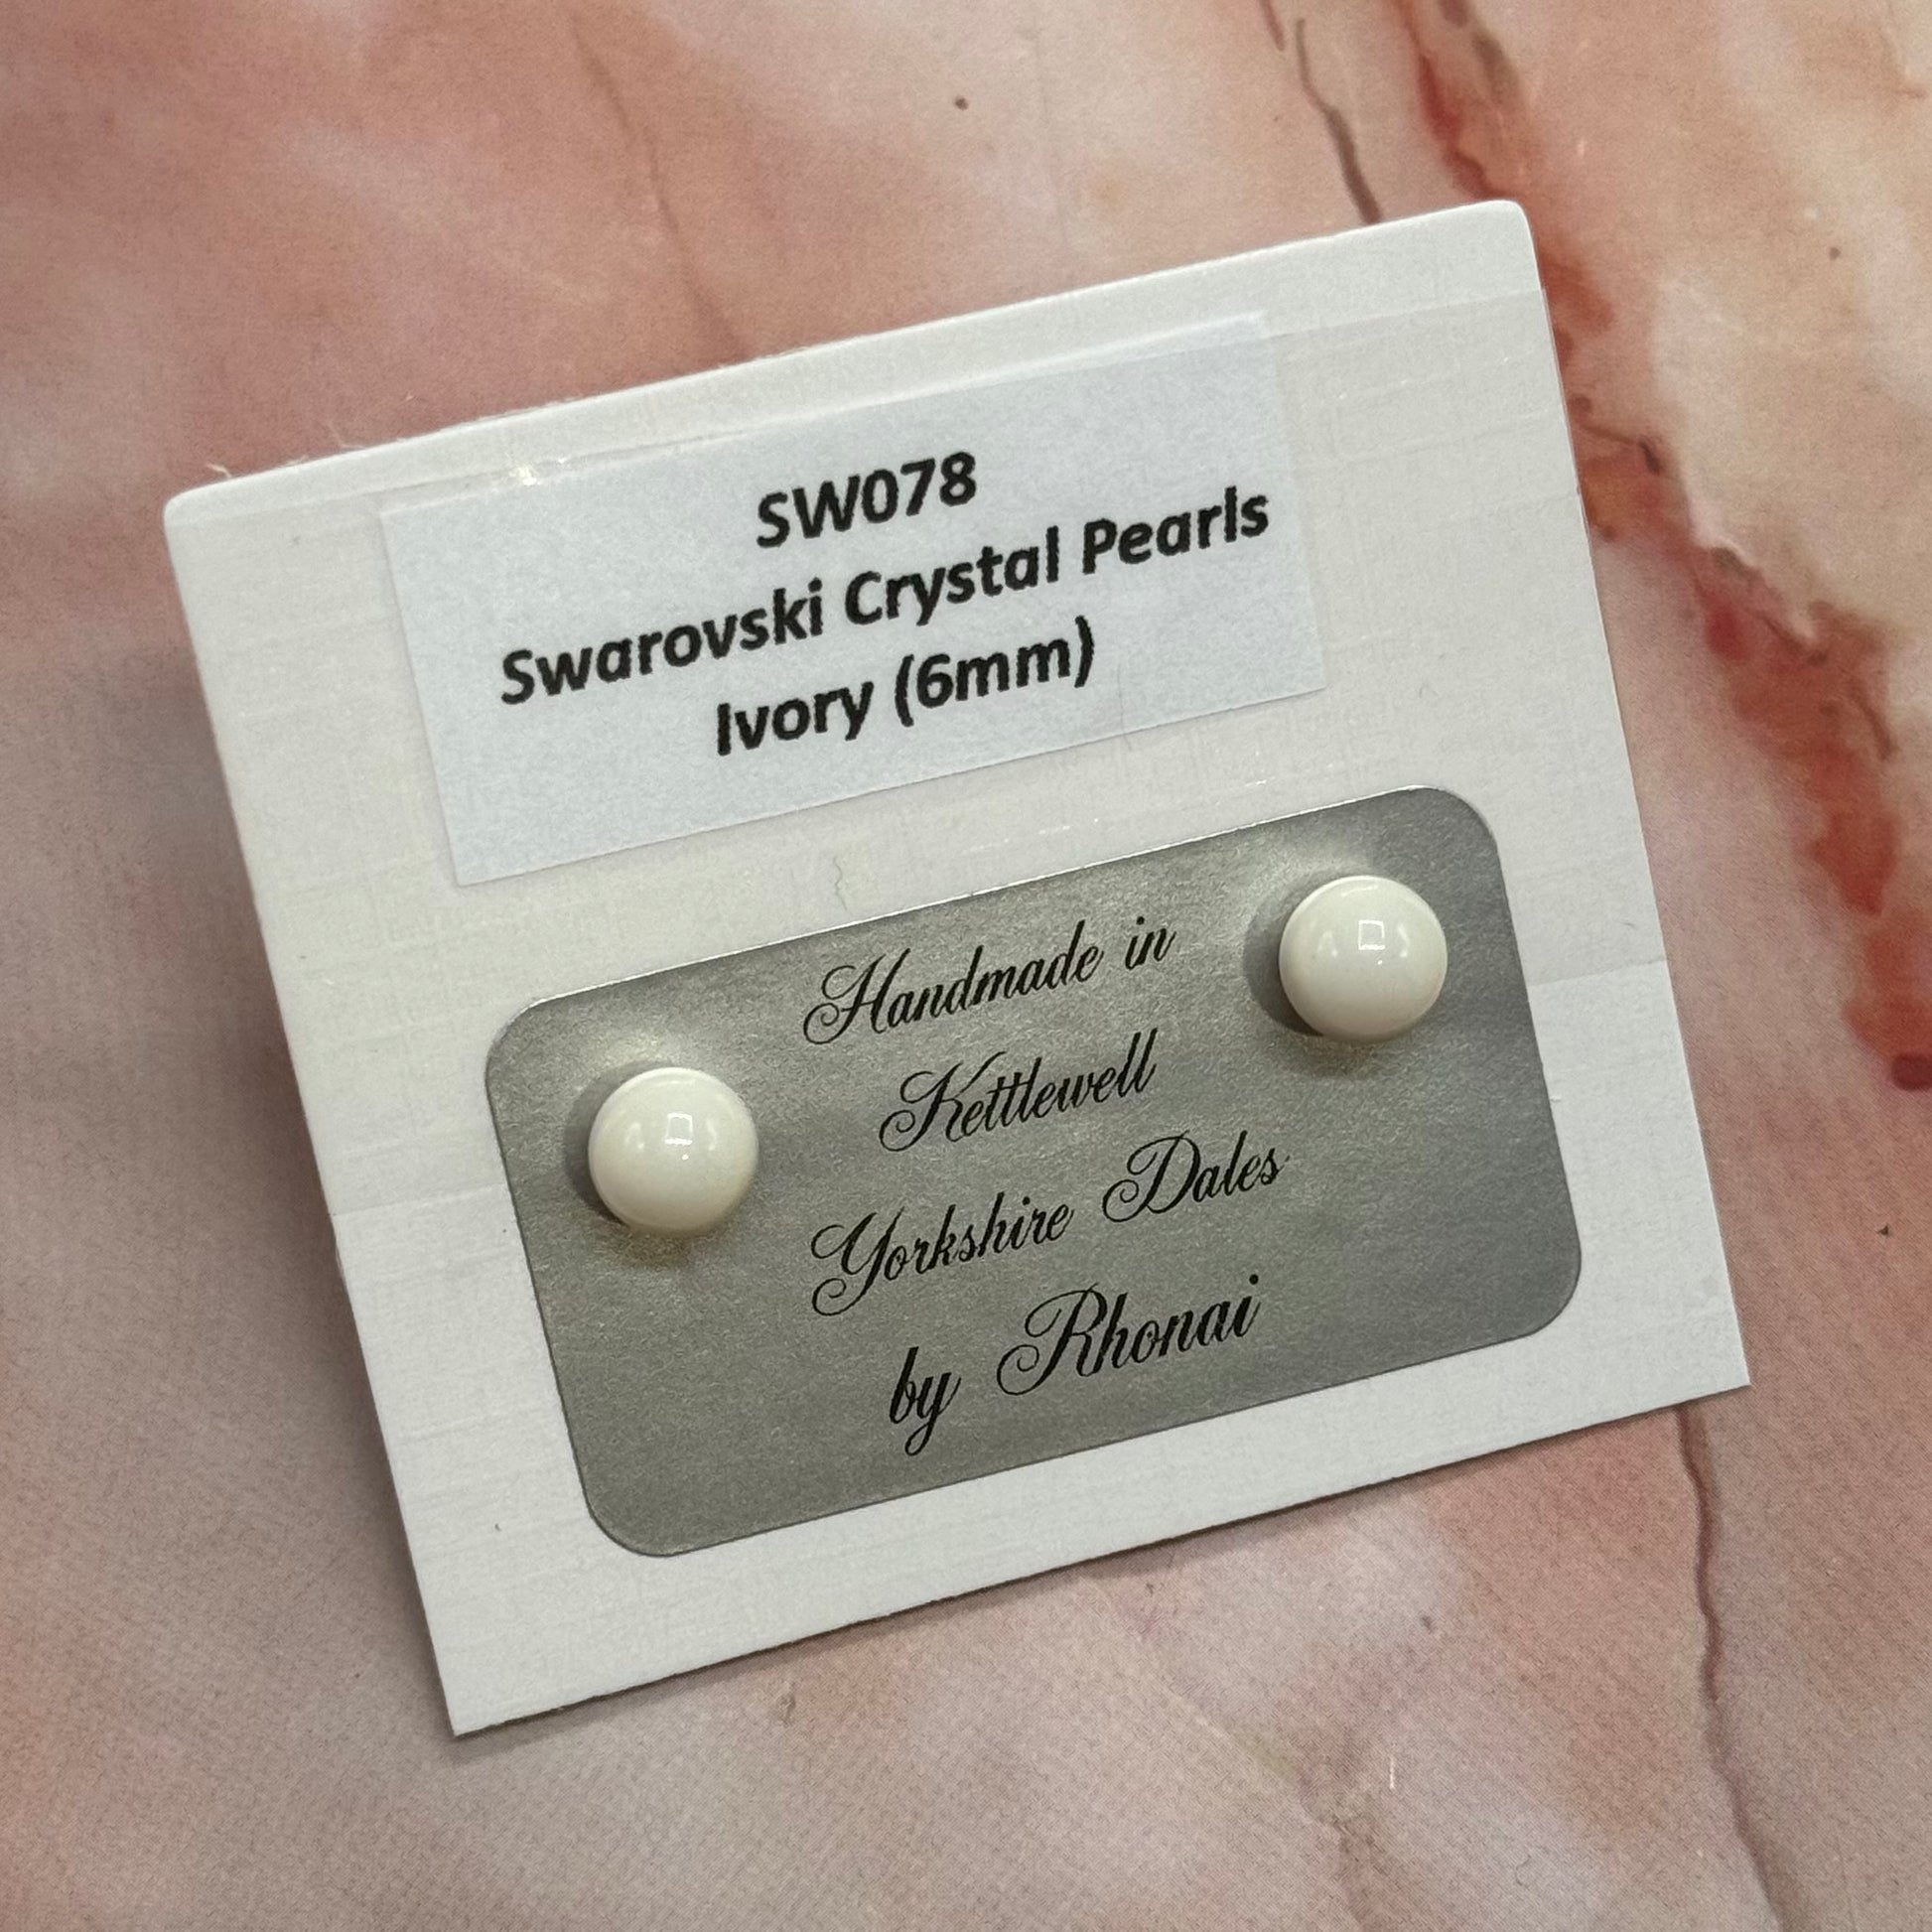 SW078
Swarovski Crystal Pearls
Ivory (6mm)
Handmade in
Kettlewell
Yorkshire Dales
by Rhonai